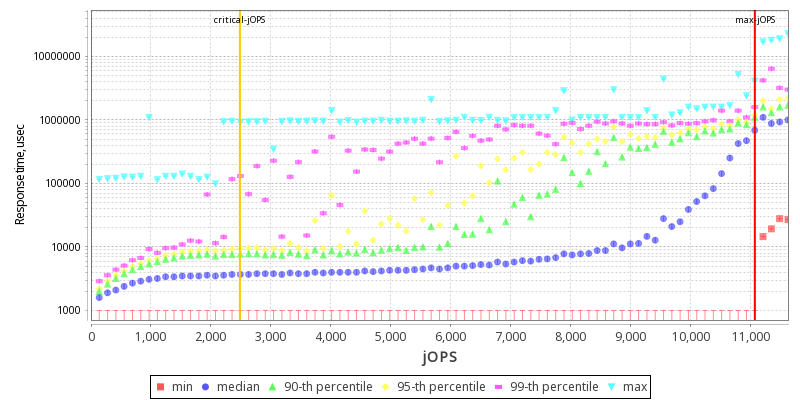 critical-jOPS max-jOPS
10000000
1000000
100000
10000
1000
Response time, usec
0 1,000 2,000 3,000 4,000 5,000 6,000 7,000 8,000 9,000 10,000 11,000
jOPS
min median 90-th percentile 95-th percentile 99-th percentile max